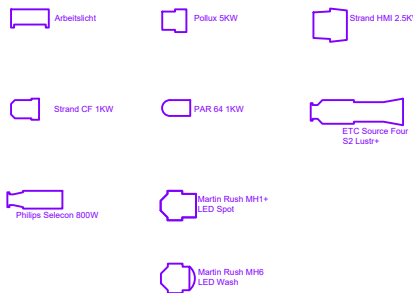 Arbeitslicht
Pollux 5KW
Strand HMI 2.5K
Strand CF 1KW
PAR 64 1KW
ETC Source Four
S2 Lustr+
Philips Selecon 800W
Martin Rush MH1+
LED Spot
Martin Rush MH6
LED Wash